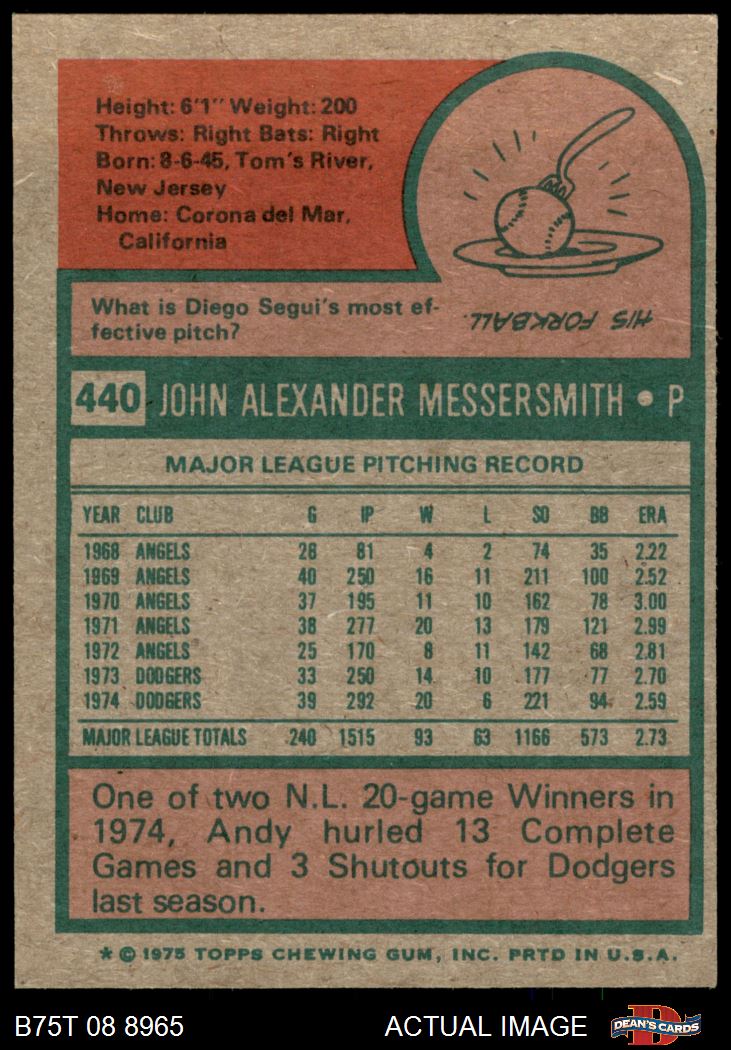 Height: 6'1" Weight: 200
Throws: Right Bats: Right
Born: 8-6-45, Tom's River,
New Jersey
Home: Corona del Mar,
California
What is Diego Segui's most ef-
fective pitch?
HIS FORKBALL.
440 JOHN ALEXANDER MESSERSMITH • P
MAJOR LEAGUE PITCHING RECORD
YEAR CLUB G IP W L SO BB ERA
1968 ANGELS 28 81 4 2 74 35 2.22
1969 ANGELS 40 250 16 11 211 100 2.52
1970 ANGELS 37 195 11 10 162 78 3.00
1971 ANGELS 38 277 20 13 179 121 2.99
1972 ANGELS 25 170 8 11 142 68 2.81
1973 DODGERS 33 250 14 10 177 77 2.70
1974 DODGERS 39 292 20 6 221 94 2.59
MAJOR LEAGUE TOTALS 240 1515 93 63 1166 573 2.73
One of two N.L. 20-game Winners in
1974, Andy hurled 13 Complete
Games and 3 Shutouts for Dodgers
last season.
* © 1975 TOPPS CHEWING GUM, INC. PRTD IN U.S.A.
B75T 08 8965 ACTUAL IMAGE D DEAN'S CARDS